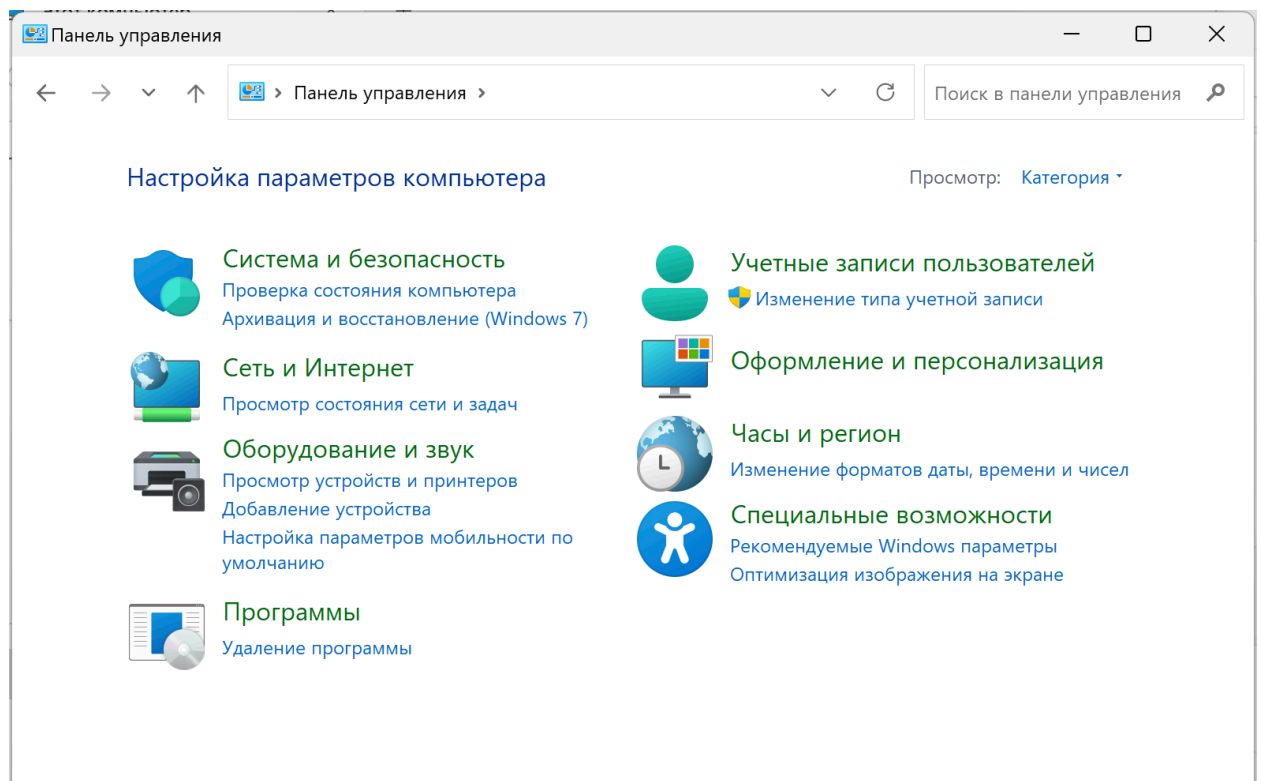 Панель управления
Панель управления
Поиск в панели управления
Настройка параметров компьютера
Просмотр: Категория
Система и безопасность
Проверка состояния компьютера
Архивация и восстановление (Windows 7)
Сеть и Интернет
Просмотр состояния сети и задач
Оборудование и звук
Просмотр устройств и принтеров
Добавление устройства
Настройка параметров мобильности по
умолчанию
Программы
Удаление программы
Учетные записи пользователей
Изменение типа учетной записи
Оформление и персонализация
Часы и регион
Изменение форматов даты, времени и чисел
Специальные возможности
Рекомендуемые Windows параметры
Оптимизация изображения на экране